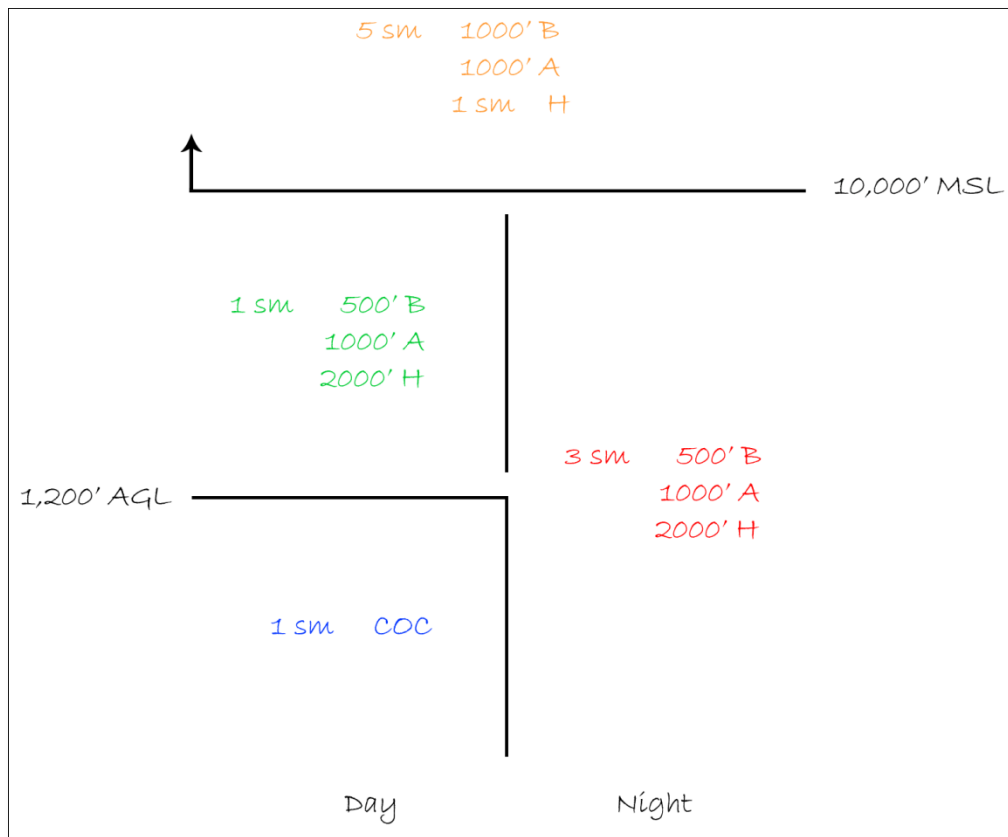 5 sm 1000' B
1000' A
1 sm H
10,000' MSL
1 sm 500' B
1000' A
2000' H
3 sm 500' B
1000' A
2000' H
1,200' AGL
1 sm COC
Day Night